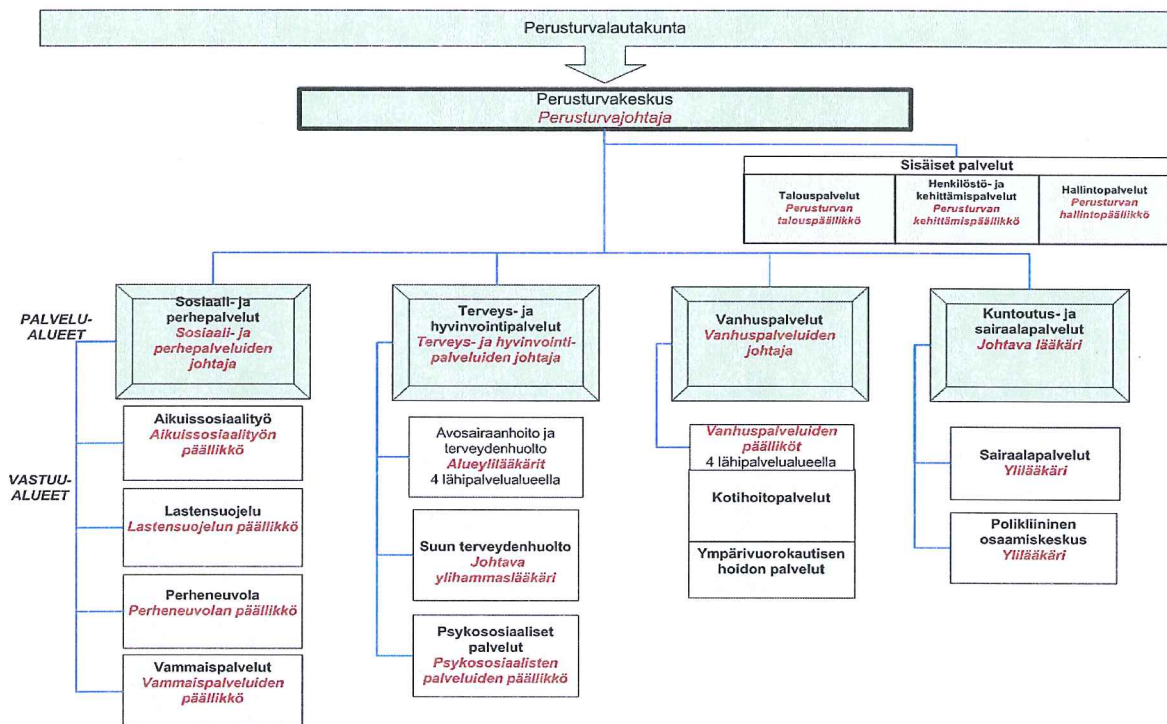 Perusturvalautakunta
Perusturvakeskus
Perusturvajohtaja
Sisäiset palvelut
Talouspalvelut
Perusturvan
talouspäällikkö
Henkilöstö- ja
kehittämispalvelut
Perusturvan
kehittämispäällikkö
Hallintopalvelut
Perusturvan
hallintopäällikkö
PALVELU-
ALUEET
Sosiaali- ja
perhepalvelut
Sosiaali- ja
perhepalveluiden
johtaja
Terveys- ja
hyvinvointipalvelut
Terveys- ja hyvinvointi-
palveluiden johtaja
Vanhuspalvelut
Vanhuspalveluiden
johtaja
Kuntoutus- ja
sairaalapalvelut
Johtava lääkäri
VASTUU-
ALUEET
Aikuissosiaalityö
Aikuissosiaalityön
päällikkö
Lastensuojelu
Lastensuojelun päällikkö
Perheneuvola
Perheneuvolan päällikkö
Vammaispalvelut
Vammaispalveluiden
päällikkö
Avosairaanhoito ja
terveydenhuolto
Alueylilääkärit
4 lähipalvelualueella
Suun terveydenhuolto
Johtava
ylihammaslääkäri
Psykososiaaliset
palvelut
Psykososiaalisten
palveluiden päällikkö
Vanhuspalveluiden
päälliköt
4 lähipalvelualueella
Kotihoitopalvelut
Ympärivuorokautisen
hoidon palvelut
Sairaalapalvelut
Ylilääkäri
Polikliininen
osaamiskeskus
Ylilääkäri